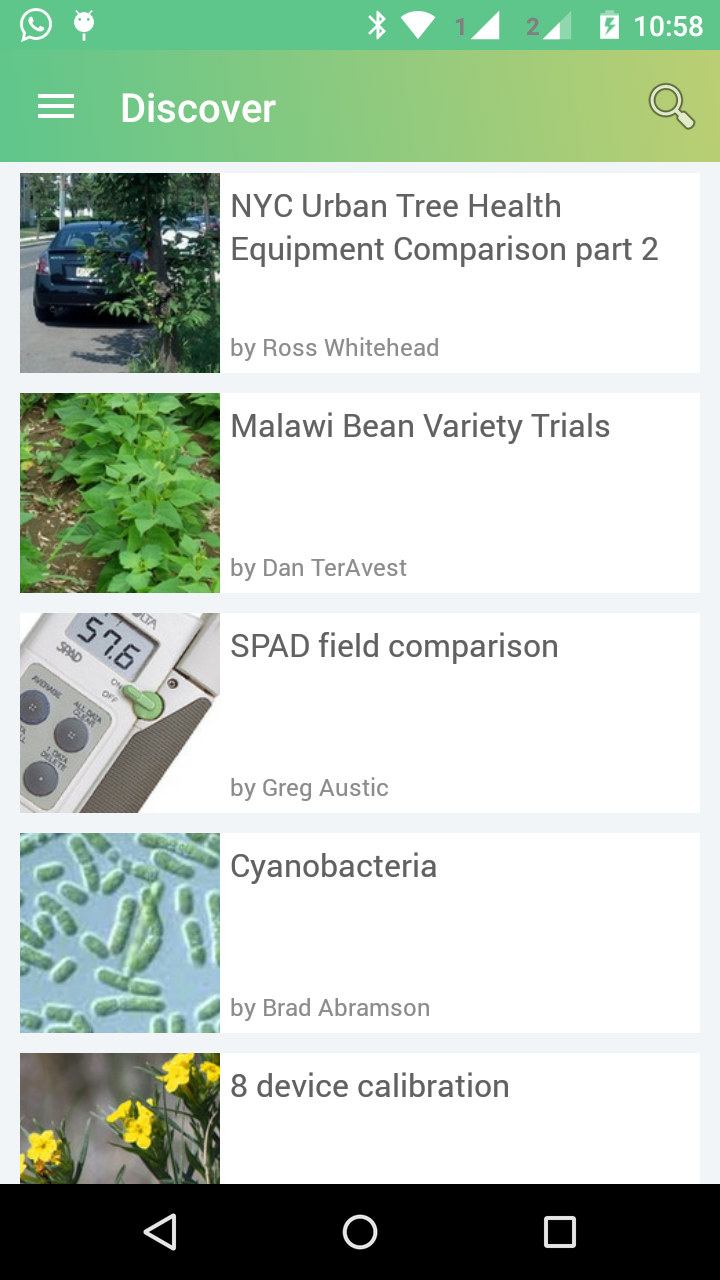 1 2 10:58
Discover
NYC Urban Tree Health
Equipment Comparison part 2
by Ross Whitehead
Malawi Bean Variety Trials
by Dan TerAvest
57.6
SPAD
AVERAGE
ALL DATA
CLEAR
1 DATA
DELETE
ON
OFF
SPAD field comparison
by Greg Austic
Cyanobacteria
by Brad Abramson
8 device calibration